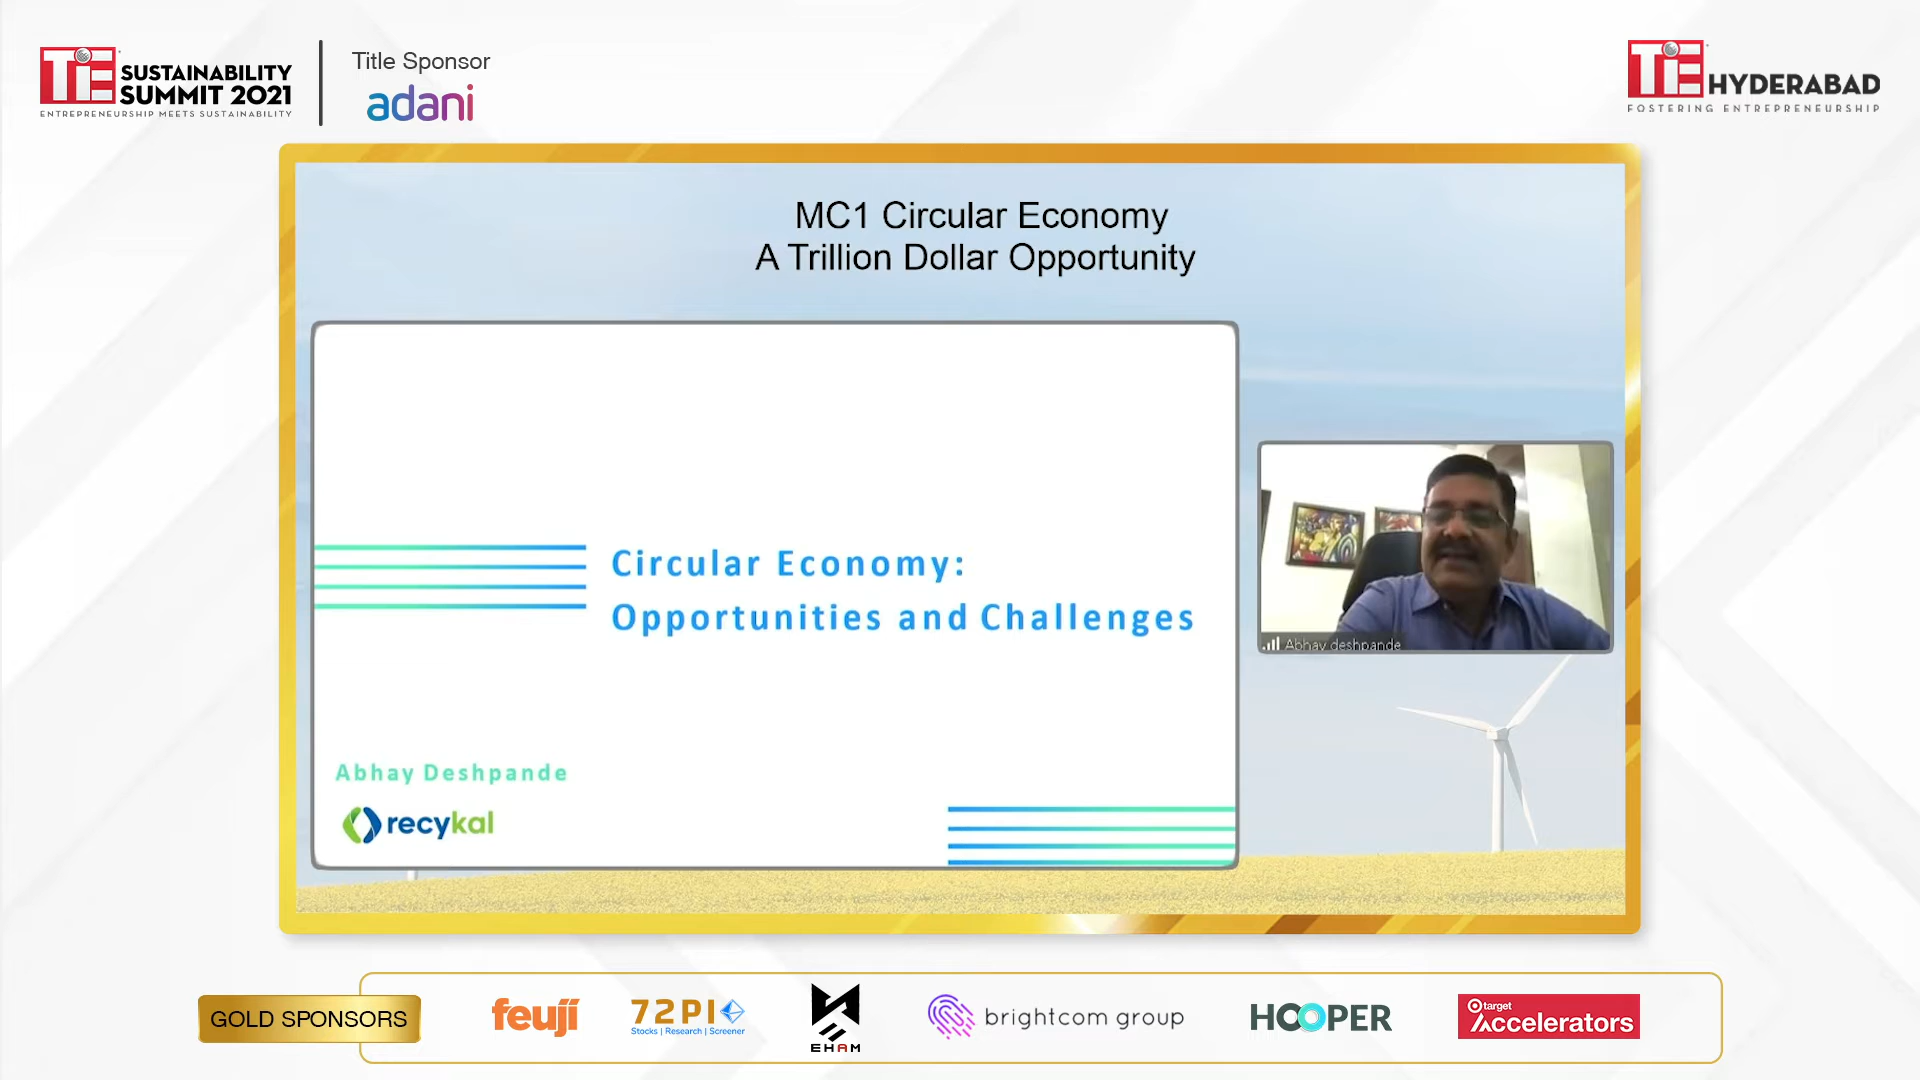 TiE SUSTAINABILITY
SUMMIT 2021
ENTREPRENEURSHIP MEETS SUSTAINABILITY
Title Sponsor
adani
TiE HYDERABAD
FOSTERING ENTREPRENEURSHIP
MC1 Circular Economy
A Trillion Dollar Opportunity
Circular Economy:
Opportunities and Challenges
Abhay Deshpande
recykal
Abhay deshpande
GOLD SPONSORS
feuji
72PI
Stocks | Research | Screener
EHAM
brightcom group
HOOPER
target
Accelerators